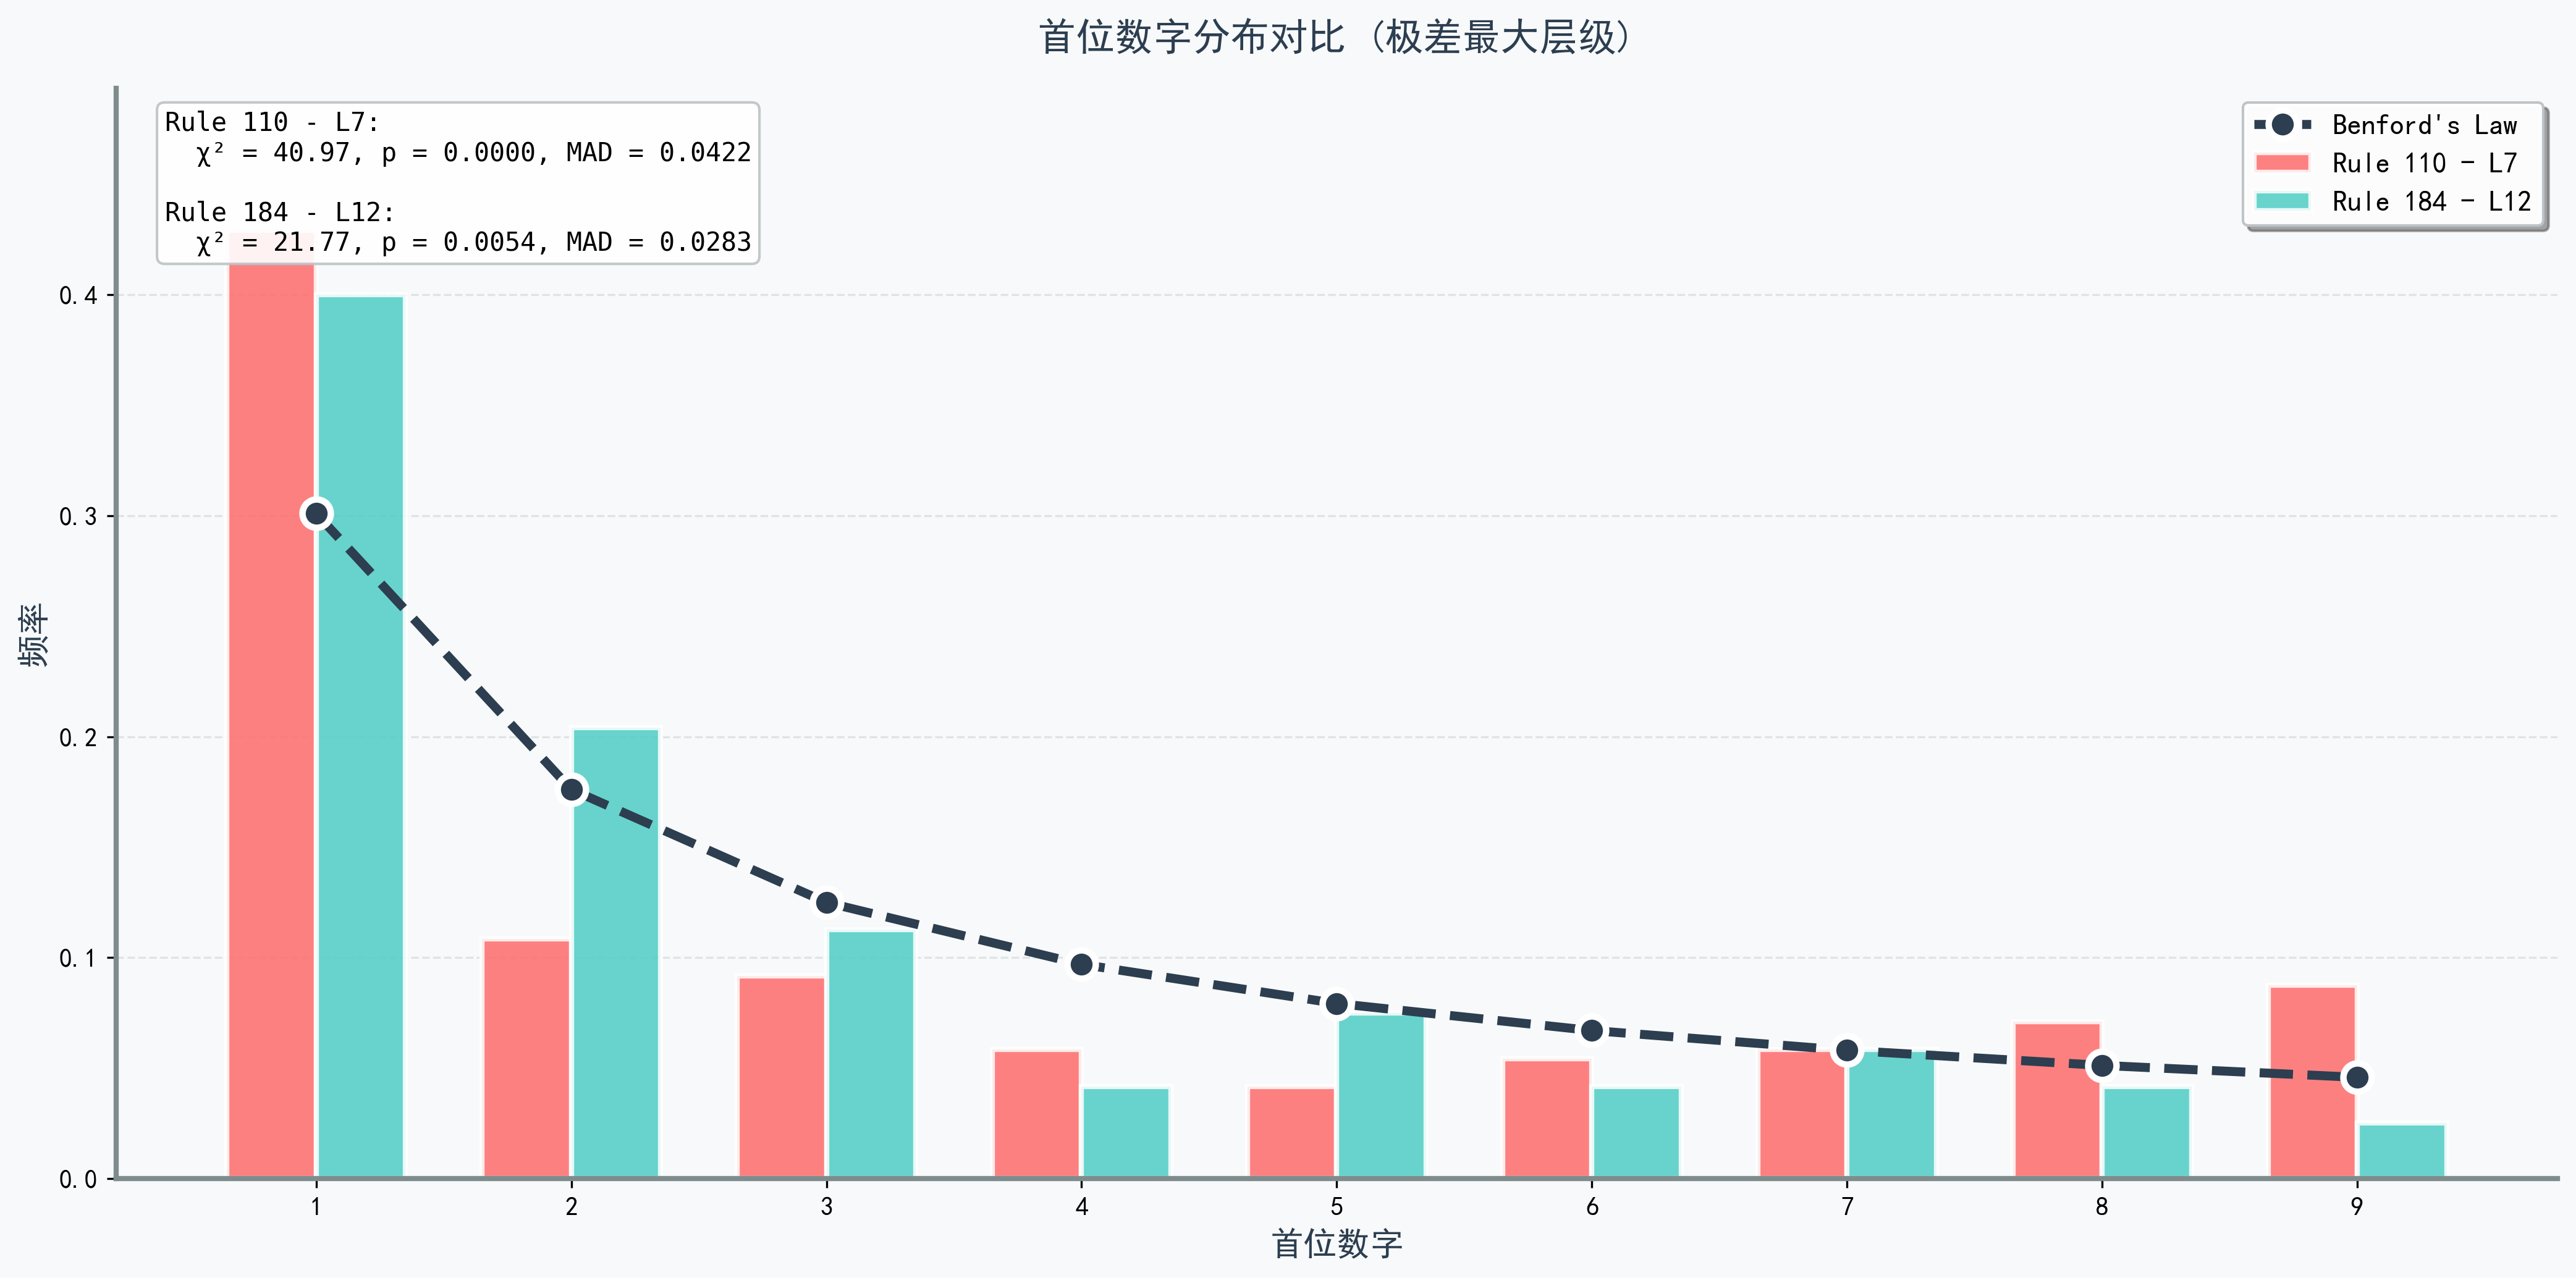 首位数字分布对比 (极差最大层级)
Rule 110 - L7:
χ² = 40.97, p = 0.0000, MAD = 0.0422
Rule 184 - L12:
χ² = 21.77, p = 0.0054, MAD = 0.0283
Benford's Law
Rule 110 - L7
Rule 184 - L12
频率
0.4
0.3
0.2
0.1
0.0
1 2 3 4 5 6 7 8 9
首位数字